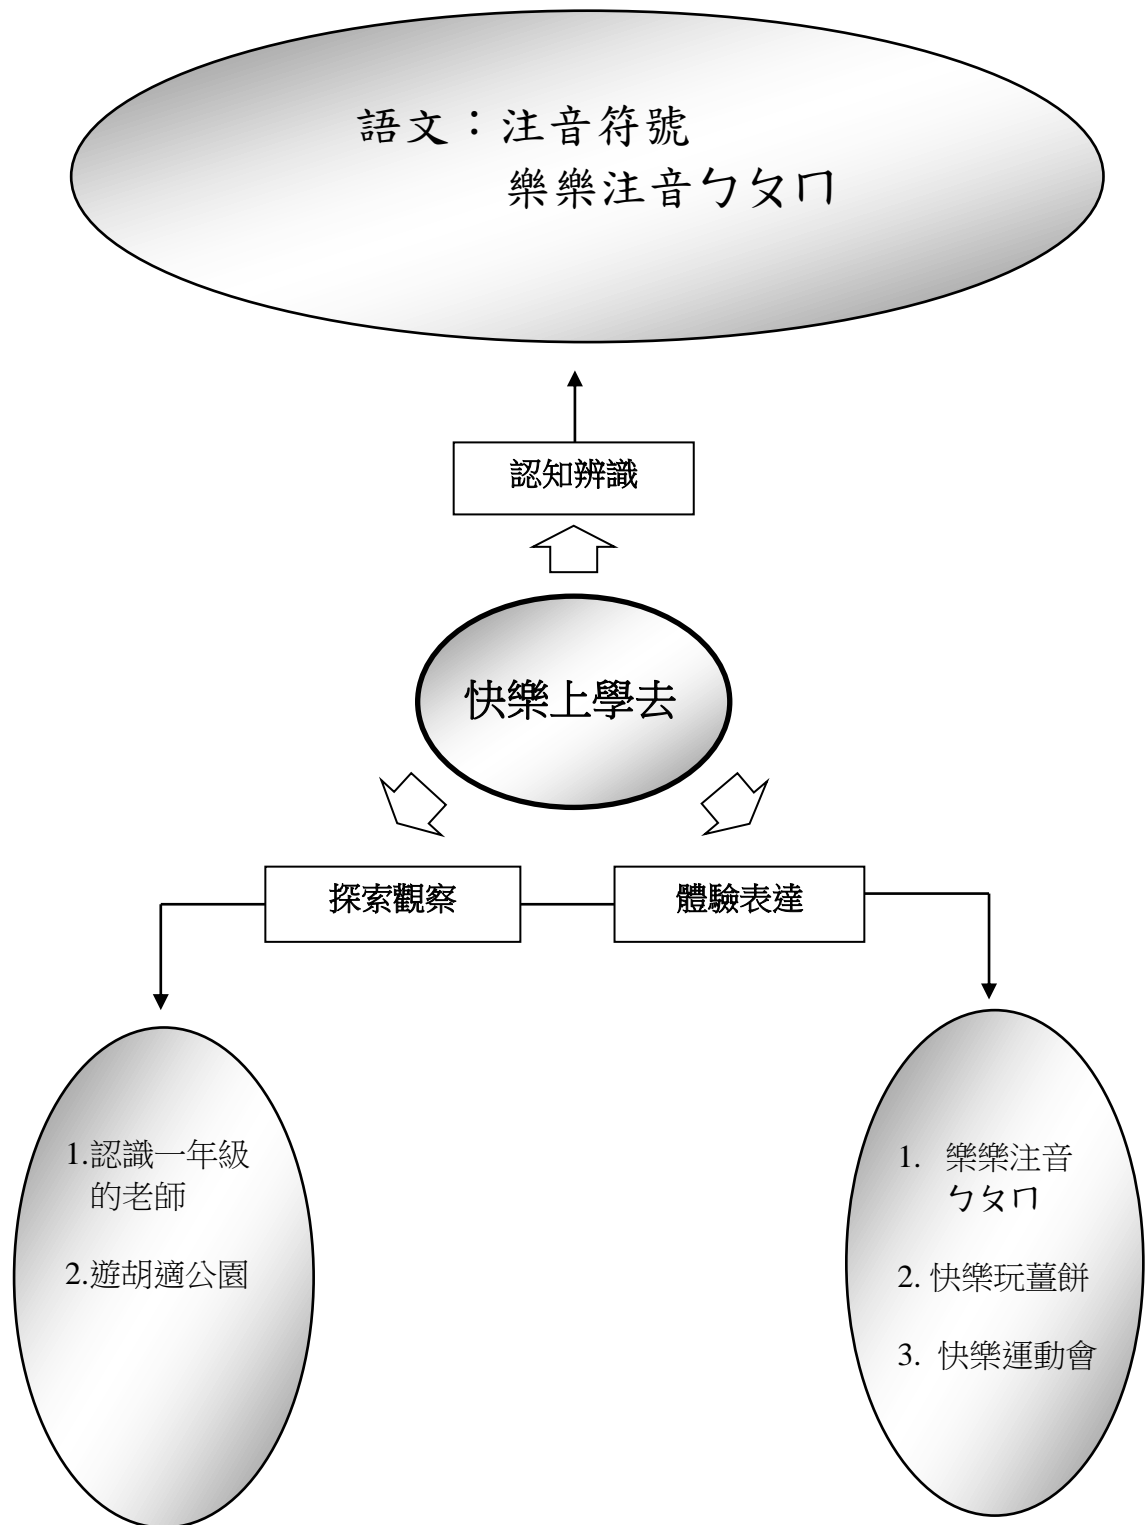 語文：注音符號
樂樂注音ㄅㄆㄇ
認知辨識
快樂上學去
探索觀察
體驗表達
1.認識一年級
的老師
2.遊胡適公園
1. 樂樂注音
ㄅㄆㄇ
2. 快樂玩薑餅
3. 快樂運動會